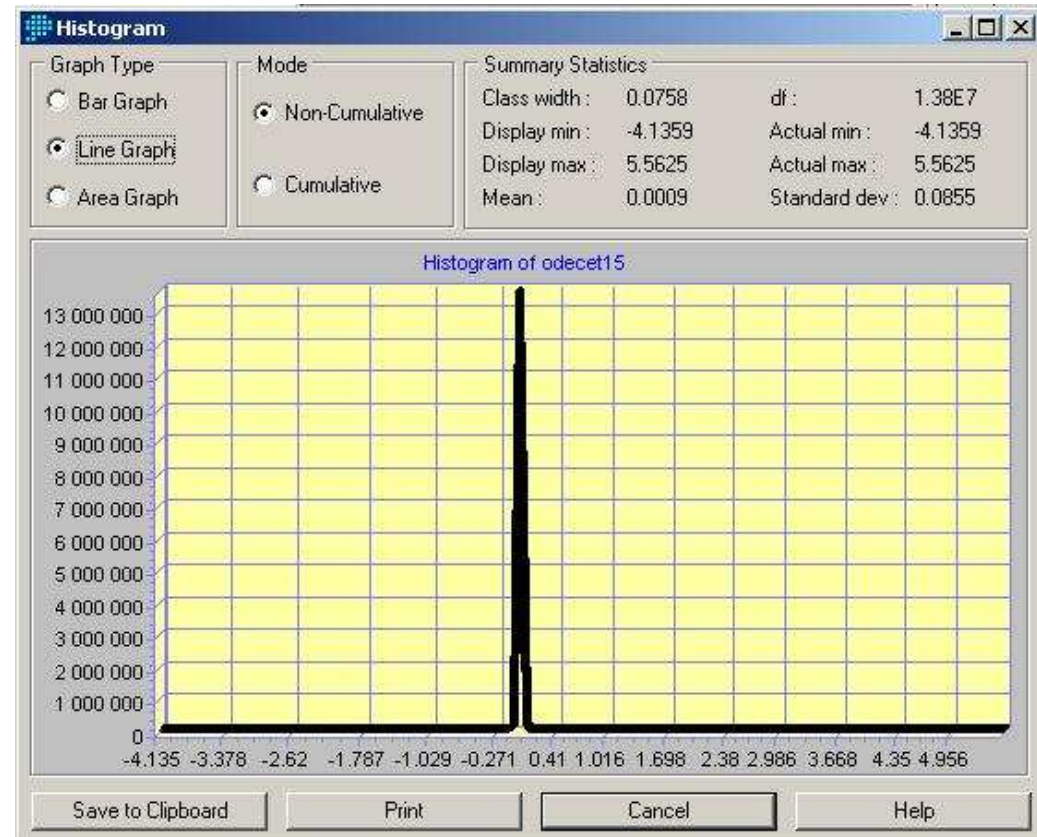 Histogram
Graph Type
Bar Graph
Line Graph
Area Graph
Mode
Non-Cumulative
Cumulative
Summary Statistics
Class width : 0.0758 df : 1.38E7
Display min : -4.1359 Actual min : -4.1359
Display max : 5.5625 Actual max : 5.5625
Mean : 0.0009 Standard dev : 0.0855
Histogram of odecet15
13 000 000
12 000 000
11 000 000
10 000 000
9 000 000
8 000 000
7 000 000
6 000 000
5 000 000
4 000 000
3 000 000
2 000 000
1 000 000
0
-4.135 -3.378 -2.62 -1.787 -1.029 -0.271 0.41 1.016 1.698 2.38 2.986 3.668 4.35 4.956
Save to Clipboard Print Cancel Help